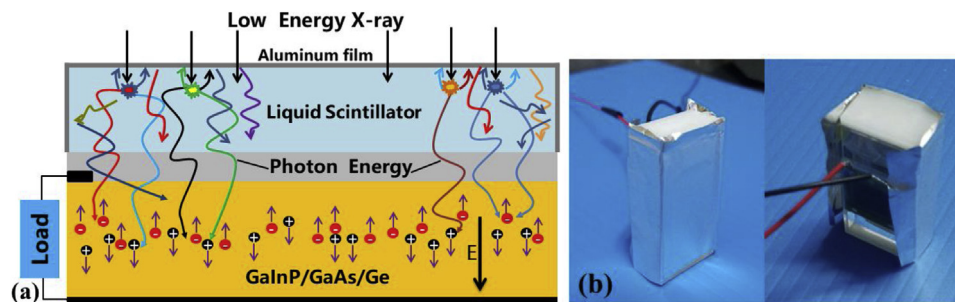 Low Energy X-ray
Aluminum film
Liquid Scintillator
Photon Energy
Load
E
GaInP/GaAs/Ge
(a)
(b)